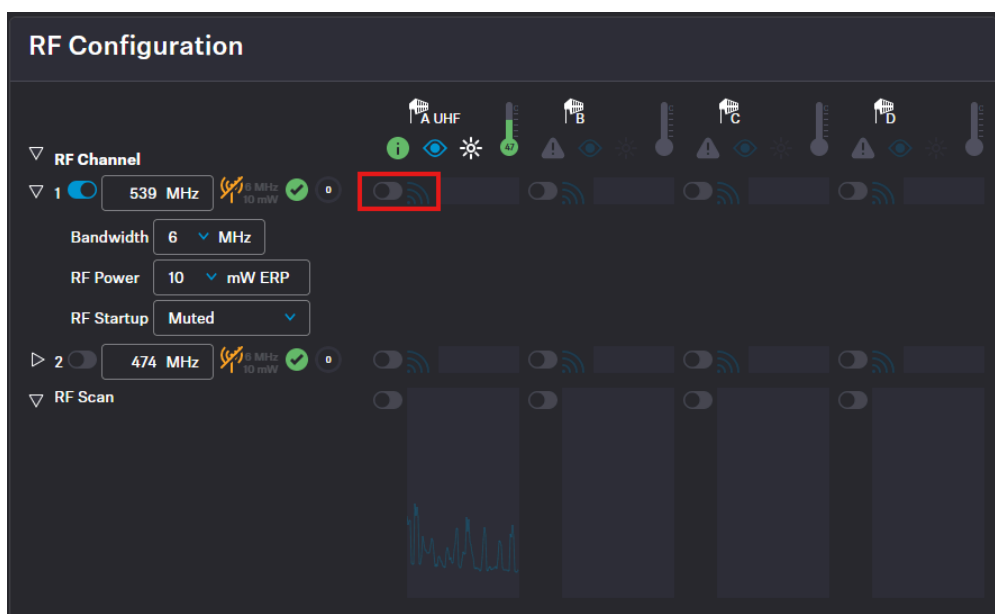 RF Configuration
A UHF B C D
i 47
RF Channel
1 539 MHz 6 MHz 10 mW 0
Bandwidth 6 MHz
RF Power 10 mW ERP
RF Startup Muted
2 474 MHz 6 MHz 10 mW 0
RF Scan